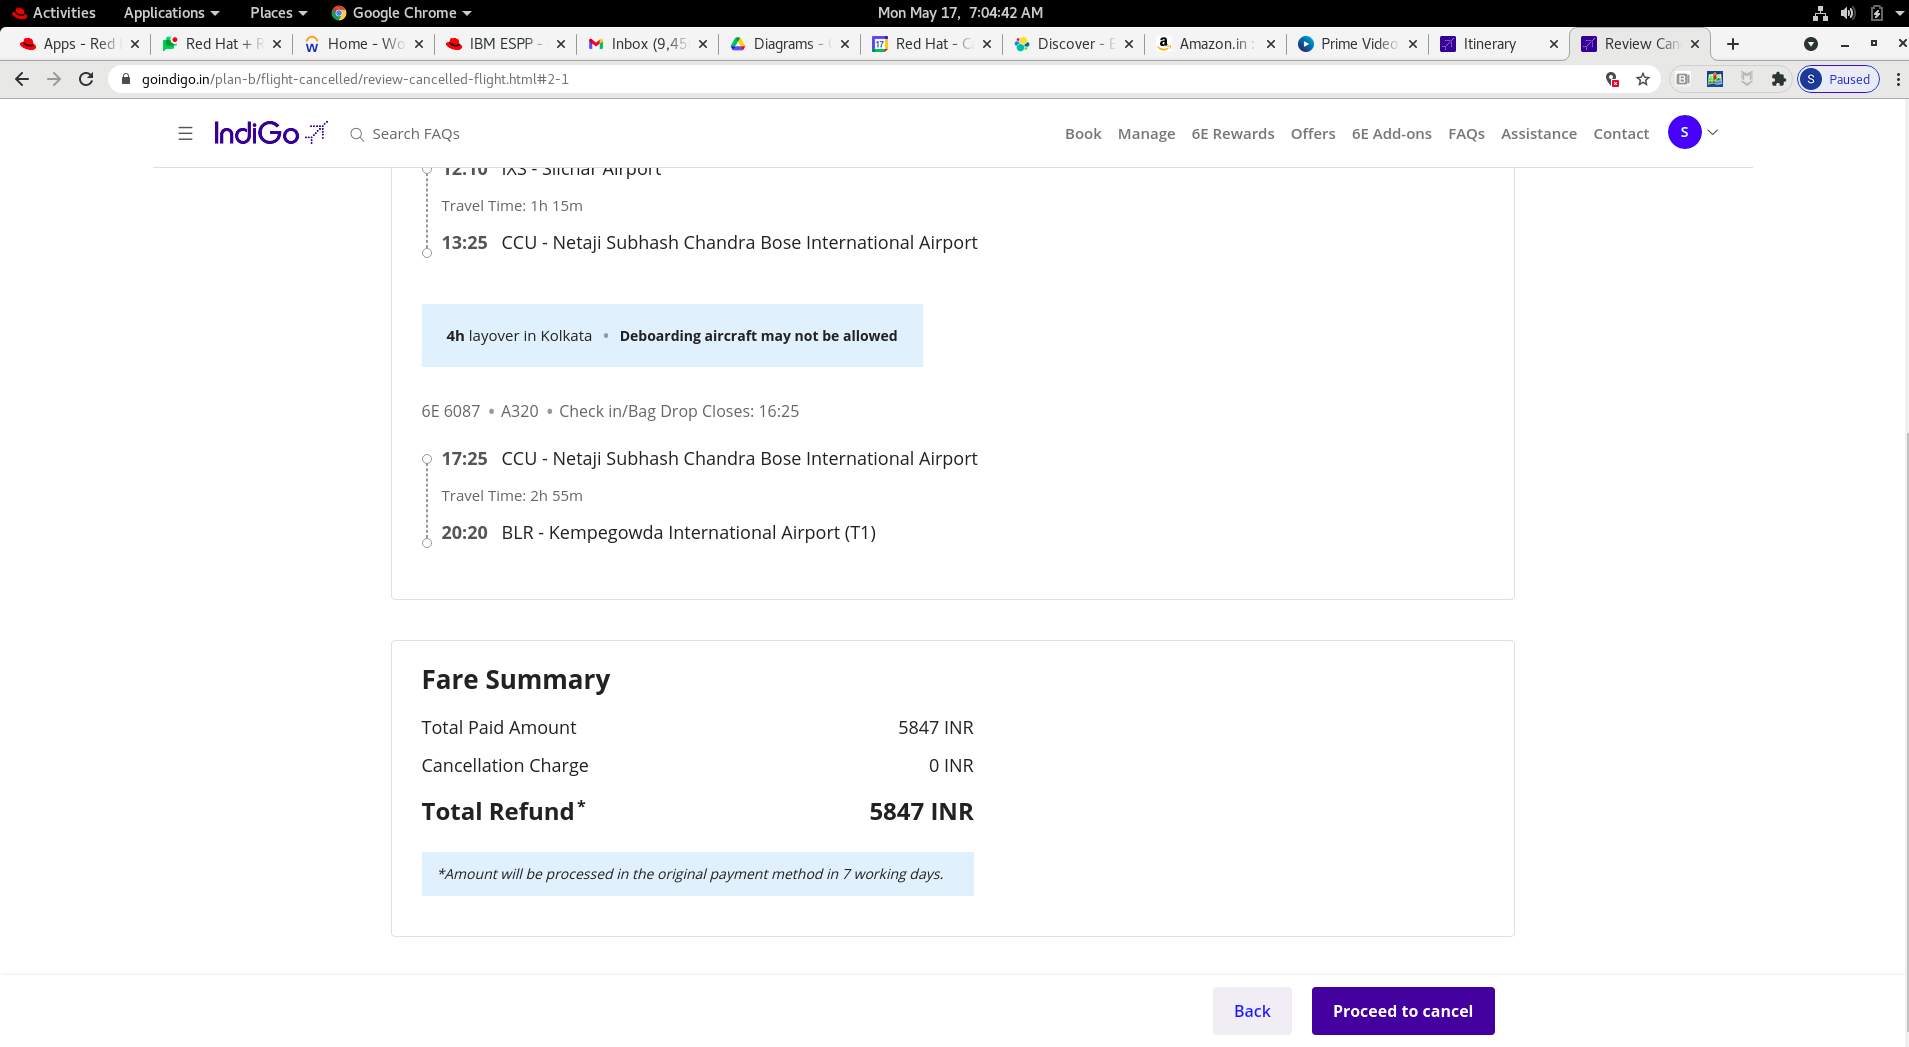 Activities Applications Places Google Chrome Mon May 17, 7:04:42 AM
Apps - Red Red Hat + R Home - Wo IBM ESPP - Inbox (9,45 Diagrams - Red Hat - C Discover - E Amazon.in : Prime Video Itinerary Review Can
goindigo.in/plan-b/flight-cancelled/review-cancelled-flight.html#2-1 S Paused
IndiGo Search FAQs Book Manage 6E Rewards Offers 6E Add-ons FAQs Assistance Contact S
12:10 IXS - Silchar Airport
Travel Time: 1h 15m
13:25 CCU - Netaji Subhash Chandra Bose International Airport
4h layover in Kolkata • Deboarding aircraft may not be allowed
6E 6087 • A320 • Check in/Bag Drop Closes: 16:25
17:25 CCU - Netaji Subhash Chandra Bose International Airport
Travel Time: 2h 55m
20:20 BLR - Kempegowda International Airport (T1)
Fare Summary
Total Paid Amount 5847 INR
Cancellation Charge 0 INR
Total Refund* 5847 INR
*Amount will be processed in the original payment method in 7 working days.
Back Proceed to cancel